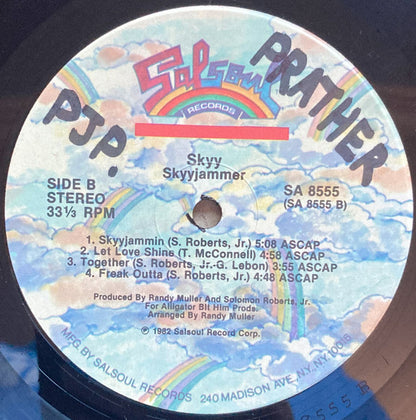 PJP.
PRATHER
Salsoul
RECORDS
Skyy
Skyyjammer
SIDE B
STEREO
33⅓ RPM
SA 8555
(SA 8555 B)
1. Skyyjammin (S. Roberts, Jr.) 5:08 ASCAP
2. Let Love Shine (T. McConnell) 4:58 ASCAP
3. Together (S. Roberts, Jr.-G. Lebon) 3:55 ASCAP
4. Freak Outta (S. Roberts, Jr.) 4:48 ASCAP
Produced By Randy Muller And Solomon Roberts, Jr.
For Alligator Bit Him Prods.
Arranged By Randy Muller
© 1982 Salsoul Record Corp.
MFG. BY SALSOUL RECORDS 240 MADISON AVE. NY. NY 10016